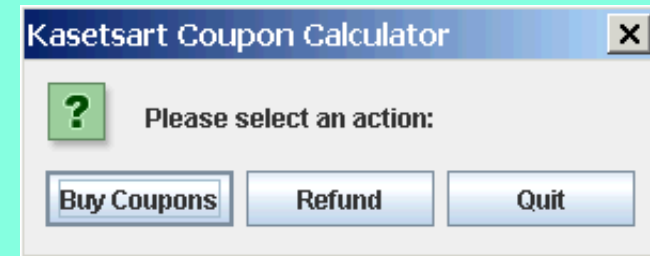 Kasetsart Coupon Calculator
?
Please select an action:
Buy Coupons Refund Quit